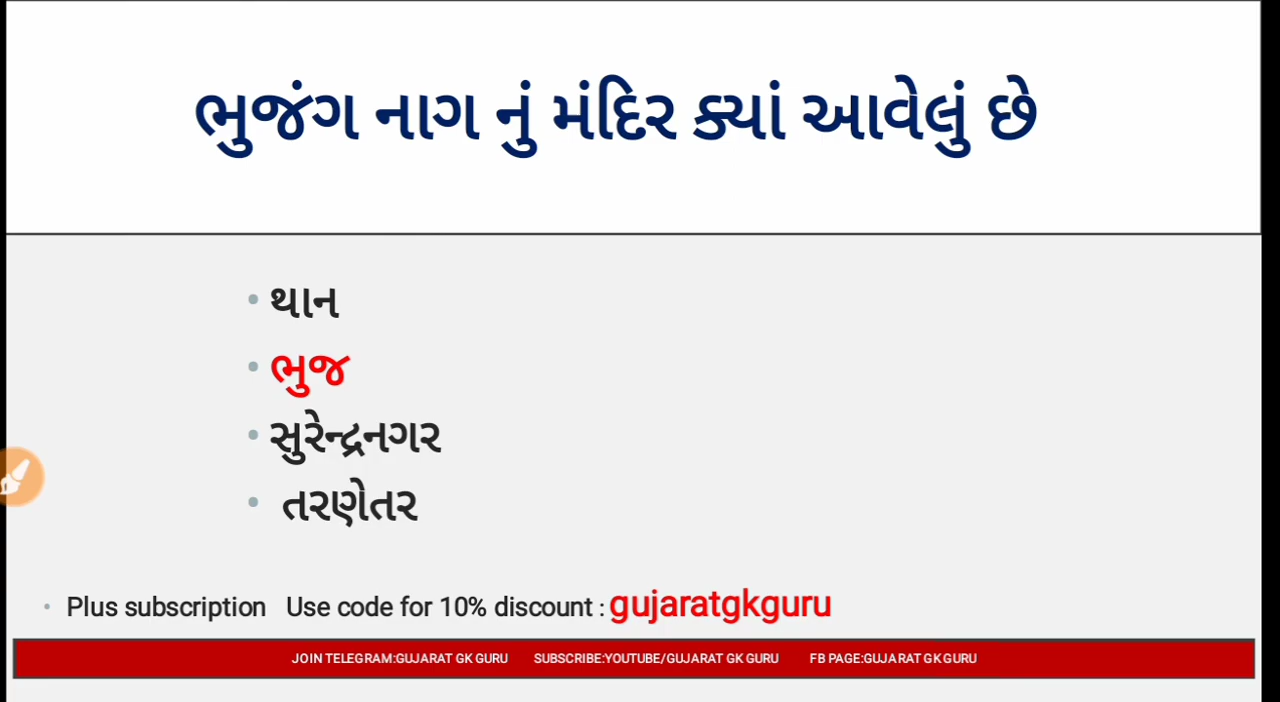 ભુજંગ નાગ નું મંદિર ક્યાં આવેલું છે
• થાન
• ભુજ
• સુરેન્દ્રનગર
• તરણેતર
• Plus subscription Use code for 10% discount : gujaratgkguru
JOIN TELEGRAM:GUJARAT GK GURU SUBSCRIBE:YOUTUBE/GUJARAT GK GURU FB PAGE:GUJARAT GK GURU